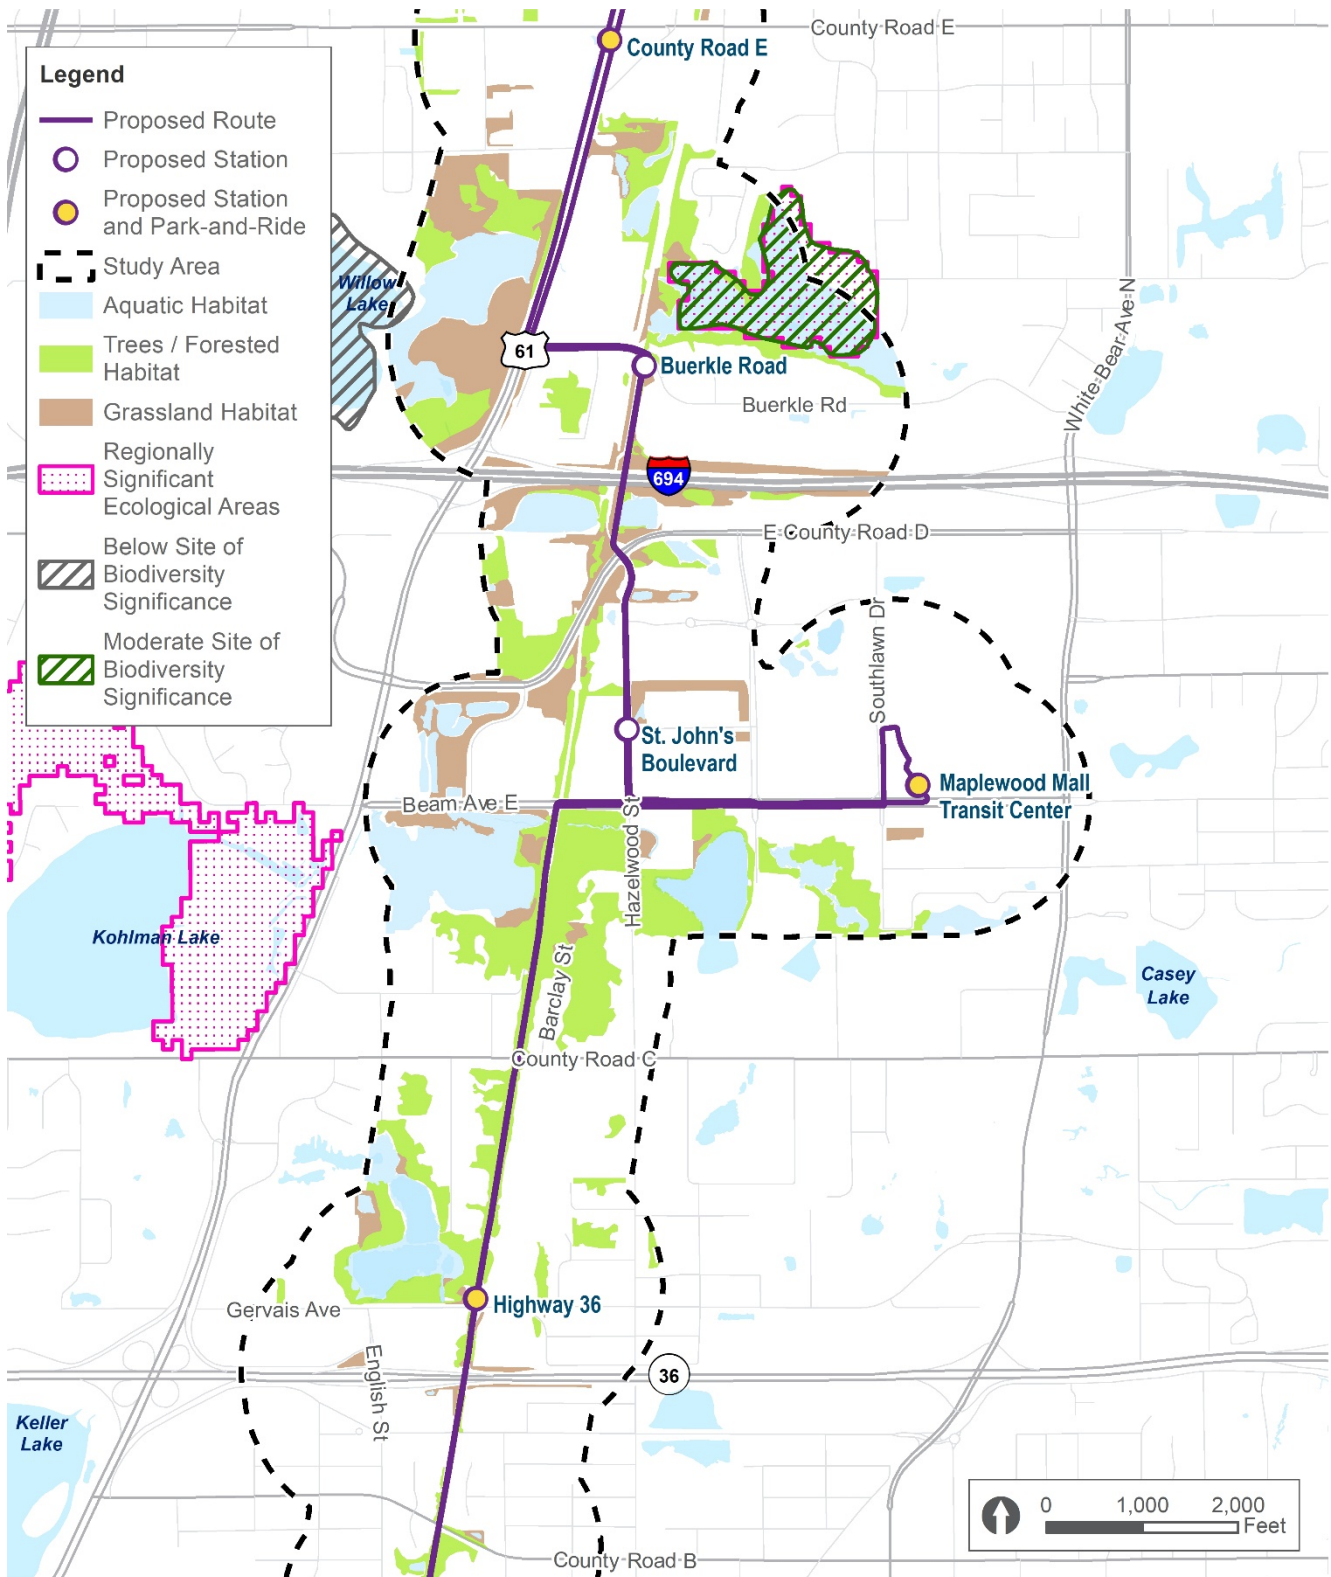 County Road E
County Road E
Legend
Proposed Route
Proposed Station
Proposed Station
and Park-and-Ride
Study Area
Aquatic Habitat
Trees / Forested
Habitat
Grassland Habitat
Regionally
Significant
Ecological Areas
Below Site of
Biodiversity
Significance
Moderate Site of
Biodiversity
Significance
Willow
Lake
61
Buerkle Road
Buerkle Rd
White Bear Ave N
694
E County Road D
Southlawn Dr
St. John's
Boulevard
Maplewood Mall
Transit Center
Beam Ave E
Hazelwood St
Kohlman Lake
Barclay St
Casey
Lake
County Road C
Highway 36
Gervais Ave
English St
36
Keller
Lake
0 1,000 2,000
Feet
County Road B